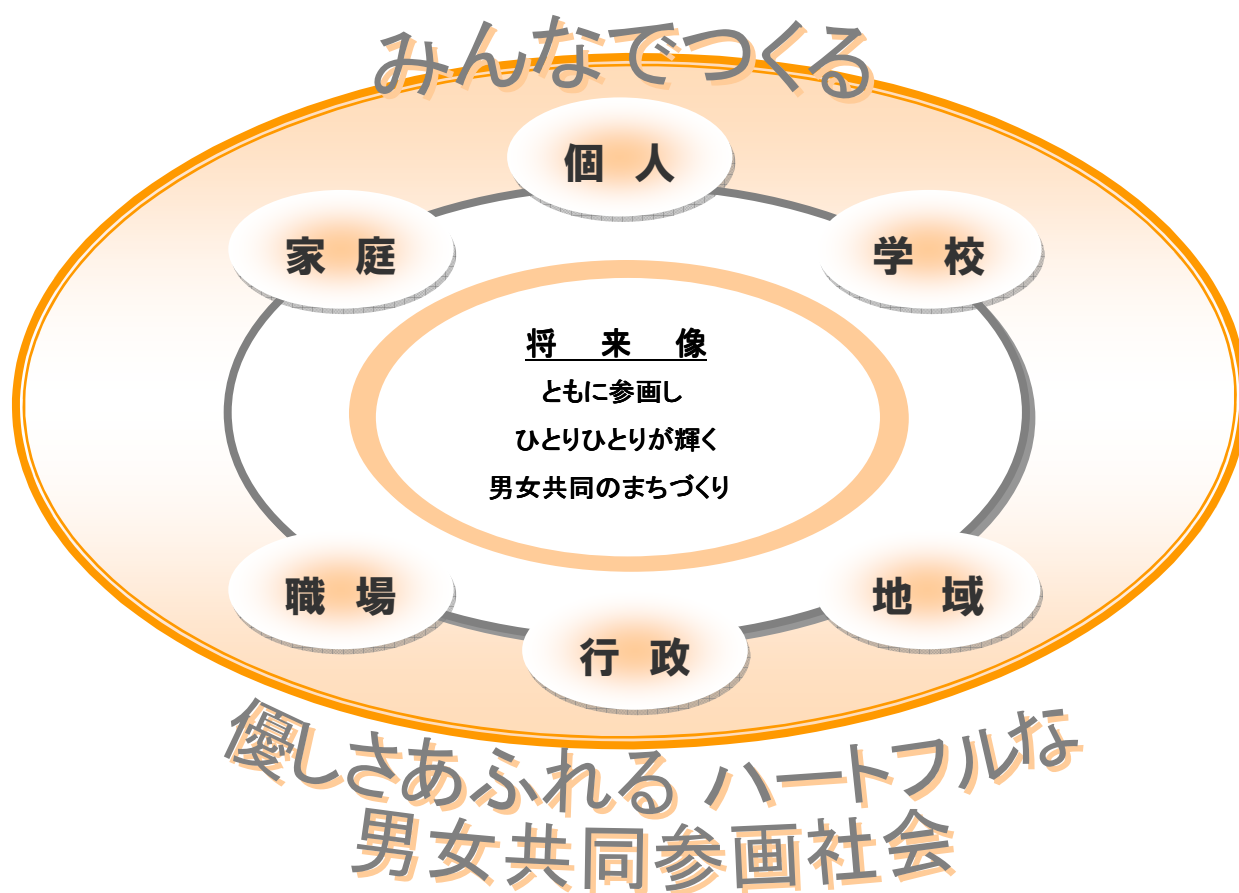 みんなでつくる
個 人
家 庭
学 校
将 来 像
ともに参画し
ひとりひとりが輝く
男女共同のまちづくり
職 場
地 域
行 政
優しさあふれる ハートフルな
男女共同参画社会